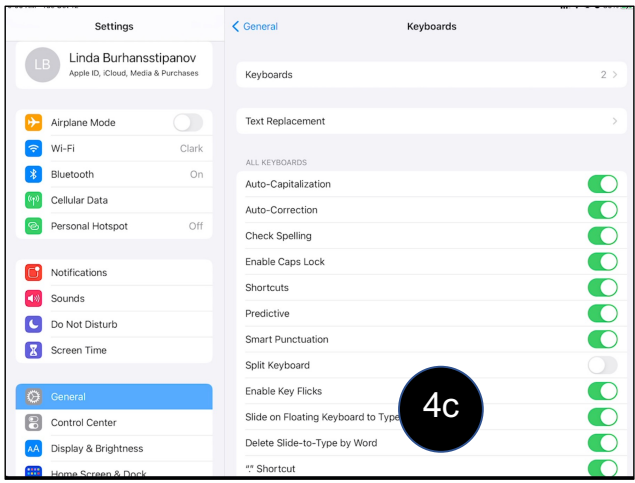 Settings
General
Keyboards
LB
Linda Burhansstipanov
Apple ID, iCloud, Media & Purchases
Keyboards 2
Airplane Mode
Text Replacement
Wi-Fi Clark
ALL KEYBOARDS
Bluetooth On
Auto-Capitalization
Cellular Data
Auto-Correction
Personal Hotspot Off
Check Spelling
Enable Caps Lock
Notifications
Shortcuts
Sounds
Predictive
Do Not Disturb
Smart Punctuation
Screen Time
Split Keyboard
General
Enable Key Flicks
4c
Control Center
Slide on Floating Keyboard to Type
AA Display & Brightness
Delete Slide-to-Type by Word
Home Screen & Dock
"." Shortcut